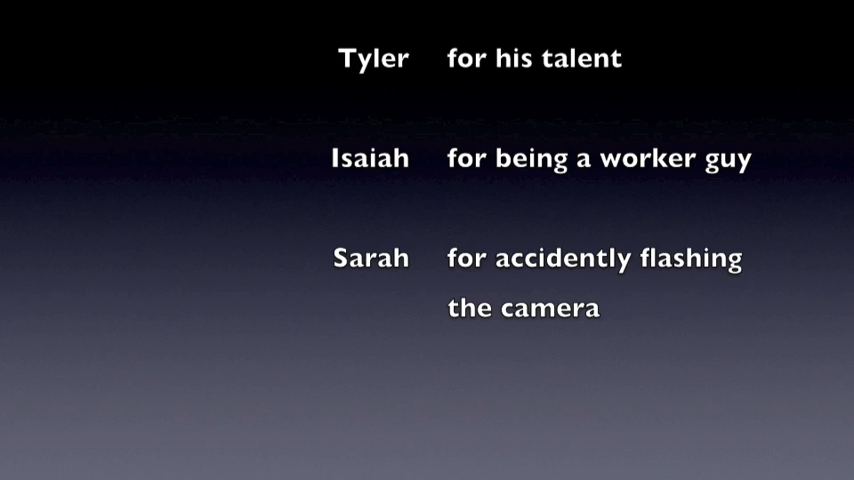 Tyler for his talent
Isaiah for being a worker guy
Sarah for accidently flashing
the camera